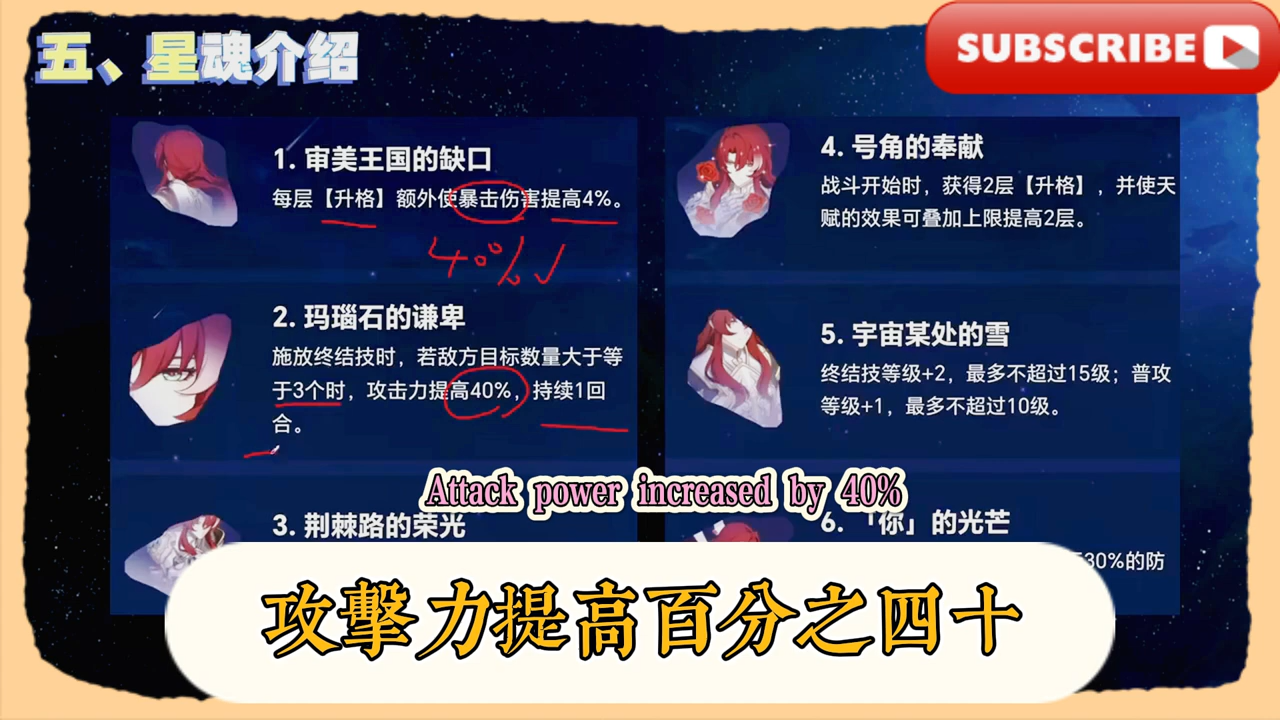 五、星魂介绍
SUBSCRIBE
1. 审美王国的缺口
每层【升格】额外使暴击伤害提高4%。
40%
2. 玛瑙石的谦卑
施放终结技时，若敌方目标数量大于等
于3个时，攻击力提高40%，持续1回
合。
3. 荆棘路的荣光
4. 号角的奉献
战斗开始时，获得2层【升格】，并使天
赋的效果可叠加上限提高2层。
5. 宇宙某处的雪
终结技等级+2，最多不超过15级；普攻
等级+1，最多不超过10级。
6. 「你」的光芒
30%的防
Attack power increased by 40%
攻擊力提高百分之四十